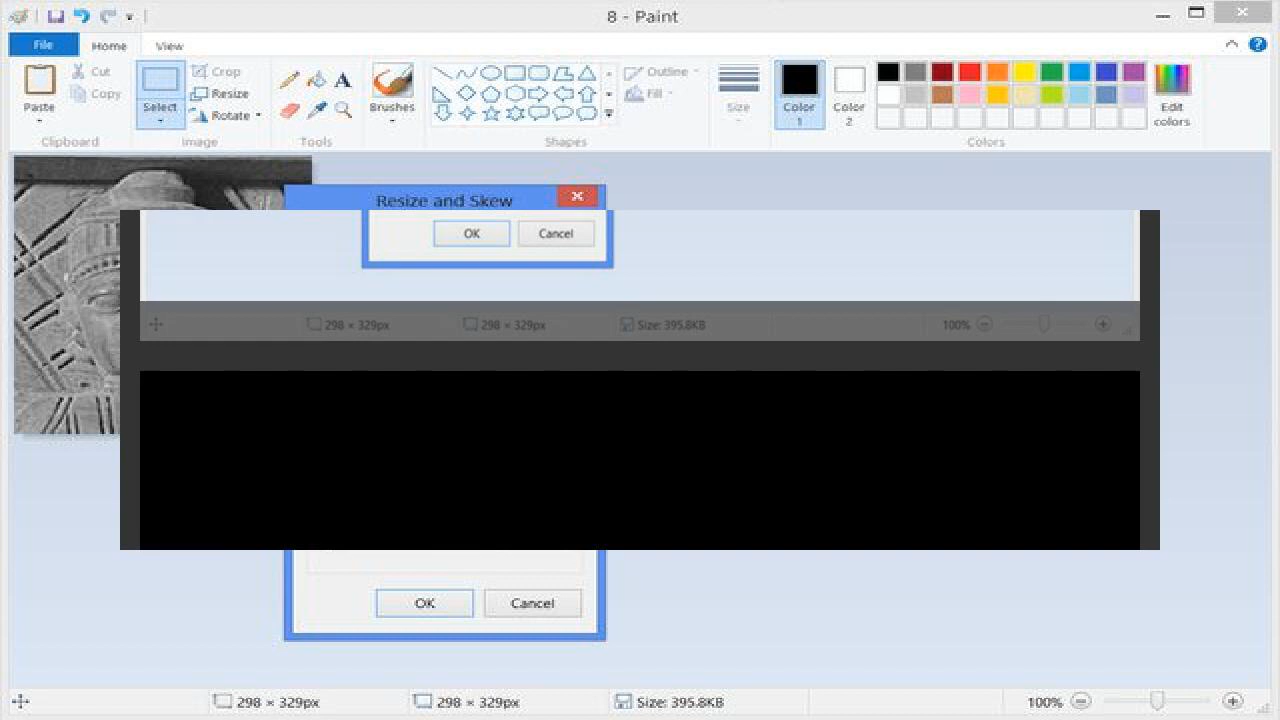 8 - Paint
File Home View
Paste
Cut
Copy
Clipboard
Select
Crop
Resize
Rotate
Image
Tools
Brushes
Shapes
Outline
Fill
Size
Color 1
Color 2
Edit colors
Colors
Resize and Skew
OK Cancel
298 × 329px 298 × 329px Size: 395.8KB 100%
OK Cancel
298 × 329px 298 × 329px Size: 395.8KB 100%